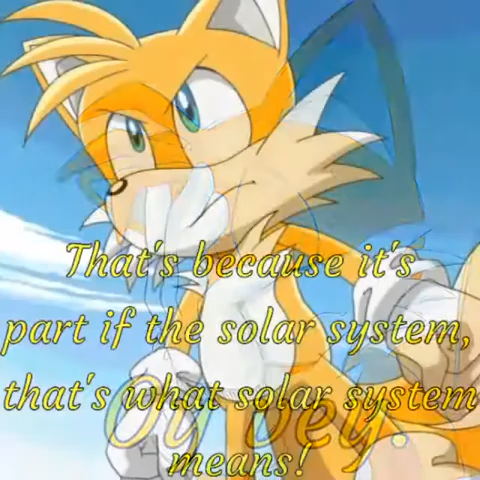 That's because it's
part if the solar system,
that's what solar system
Oy vey!
means!